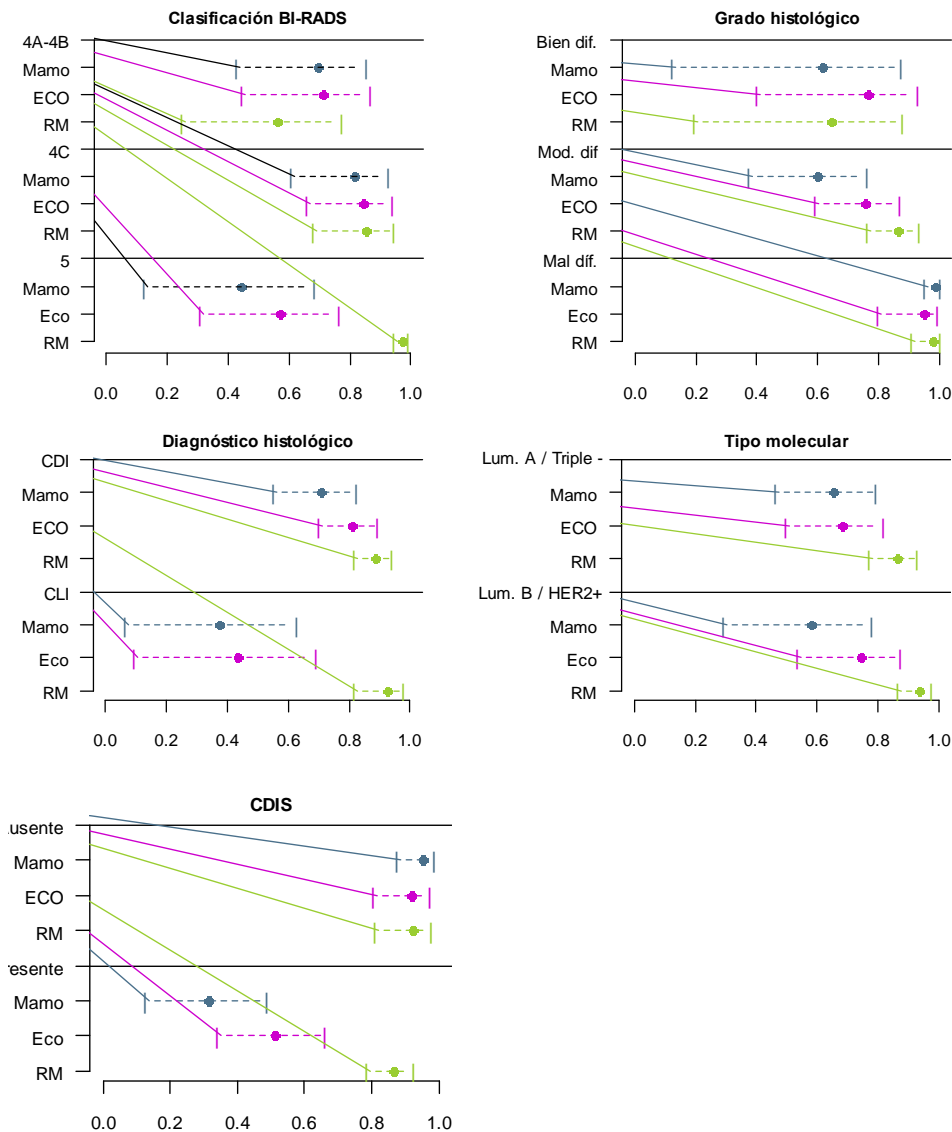 Clasificación BI-RADS
4A-4B
Mamo
ECO
RM
4C
Mamo
ECO
RM
5
Mamo
Eco
RM
0.0 0.2 0.4 0.6 0.8 1.0
Grado histológico
Bien dif.
Mamo
ECO
RM
Mod. dif
Mamo
ECO
RM
Mal díf.
Mamo
Eco
RM
0.0 0.2 0.4 0.6 0.8 1.0
Diagnóstico histológico
CDI
Mamo
ECO
RM
CLI
Mamo
Eco
RM
0.0 0.2 0.4 0.6 0.8 1.0
Tipo molecular
Lum. A / Triple -
Mamo
ECO
RM
Lum. B / HER2+
Mamo
Eco
RM
0.0 0.2 0.4 0.6 0.8 1.0
CDIS
usente
Mamo
ECO
RM
esente
Mamo
Eco
RM
0.0 0.2 0.4 0.6 0.8 1.0